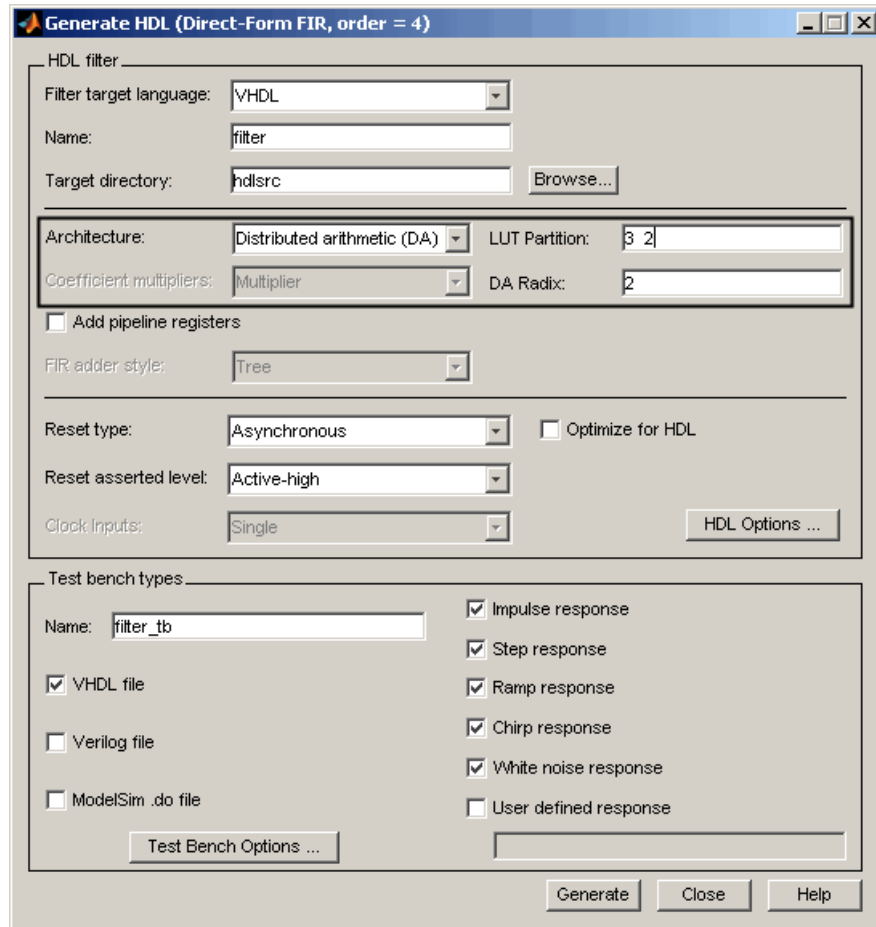 Generate HDL (Direct-Form FIR, order = 4)
HDL filter
Filter target language: VHDL
Name: filter
Target directory: hdlsrc Browse...
Architecture: Distributed arithmetic (DA) LUT Partition: 3 2
Coefficient multipliers: Multiplier DA Radix: 2
Add pipeline registers
FIR adder style: Tree
Reset type: Asynchronous Optimize for HDL
Reset asserted level: Active-high
Clock Inputs: Single HDL Options ...
Test bench types
Name: filter_tb
Impulse response
Step response
VHDL file
Ramp response
Chirp response
Verilog file
White noise response
ModelSim .do file
User defined response
Test Bench Options ...
Generate Close Help